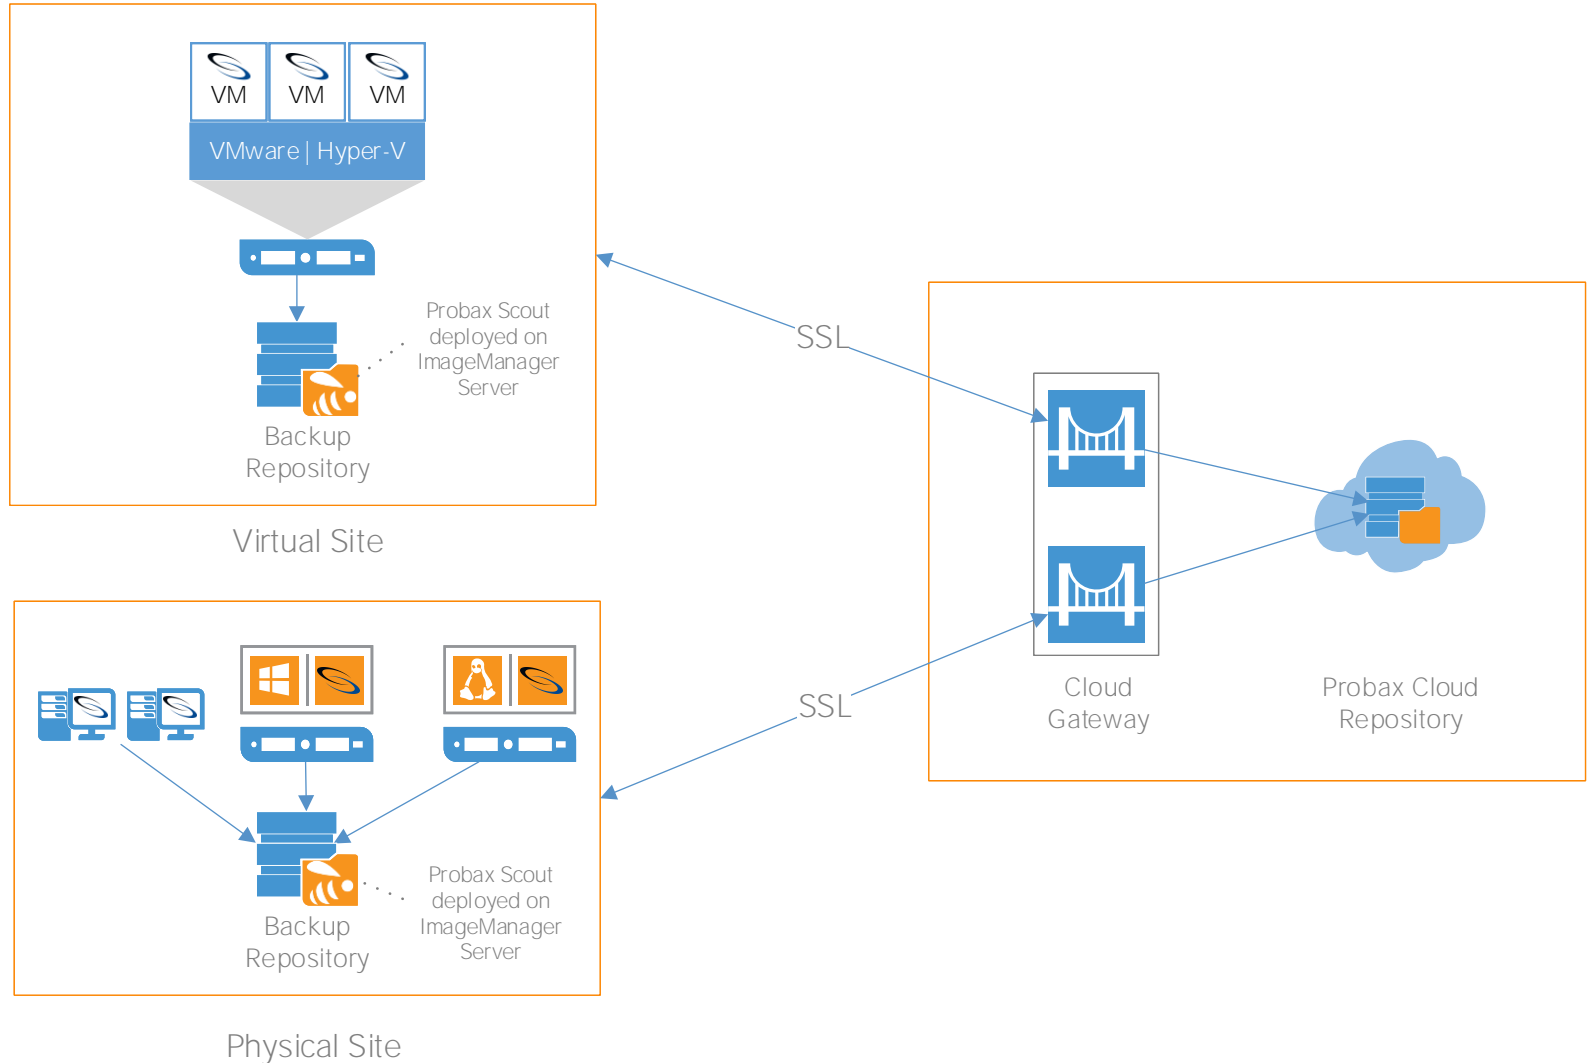 VM VM VM
VMware | Hyper-V
Probax Scout
deployed on
ImageManager
Server
Backup
Repository
Virtual Site
SSL
SSL
Cloud
Gateway
Probax Cloud
Repository
Probax Scout
deployed on
ImageManager
Server
Backup
Repository
Physical Site